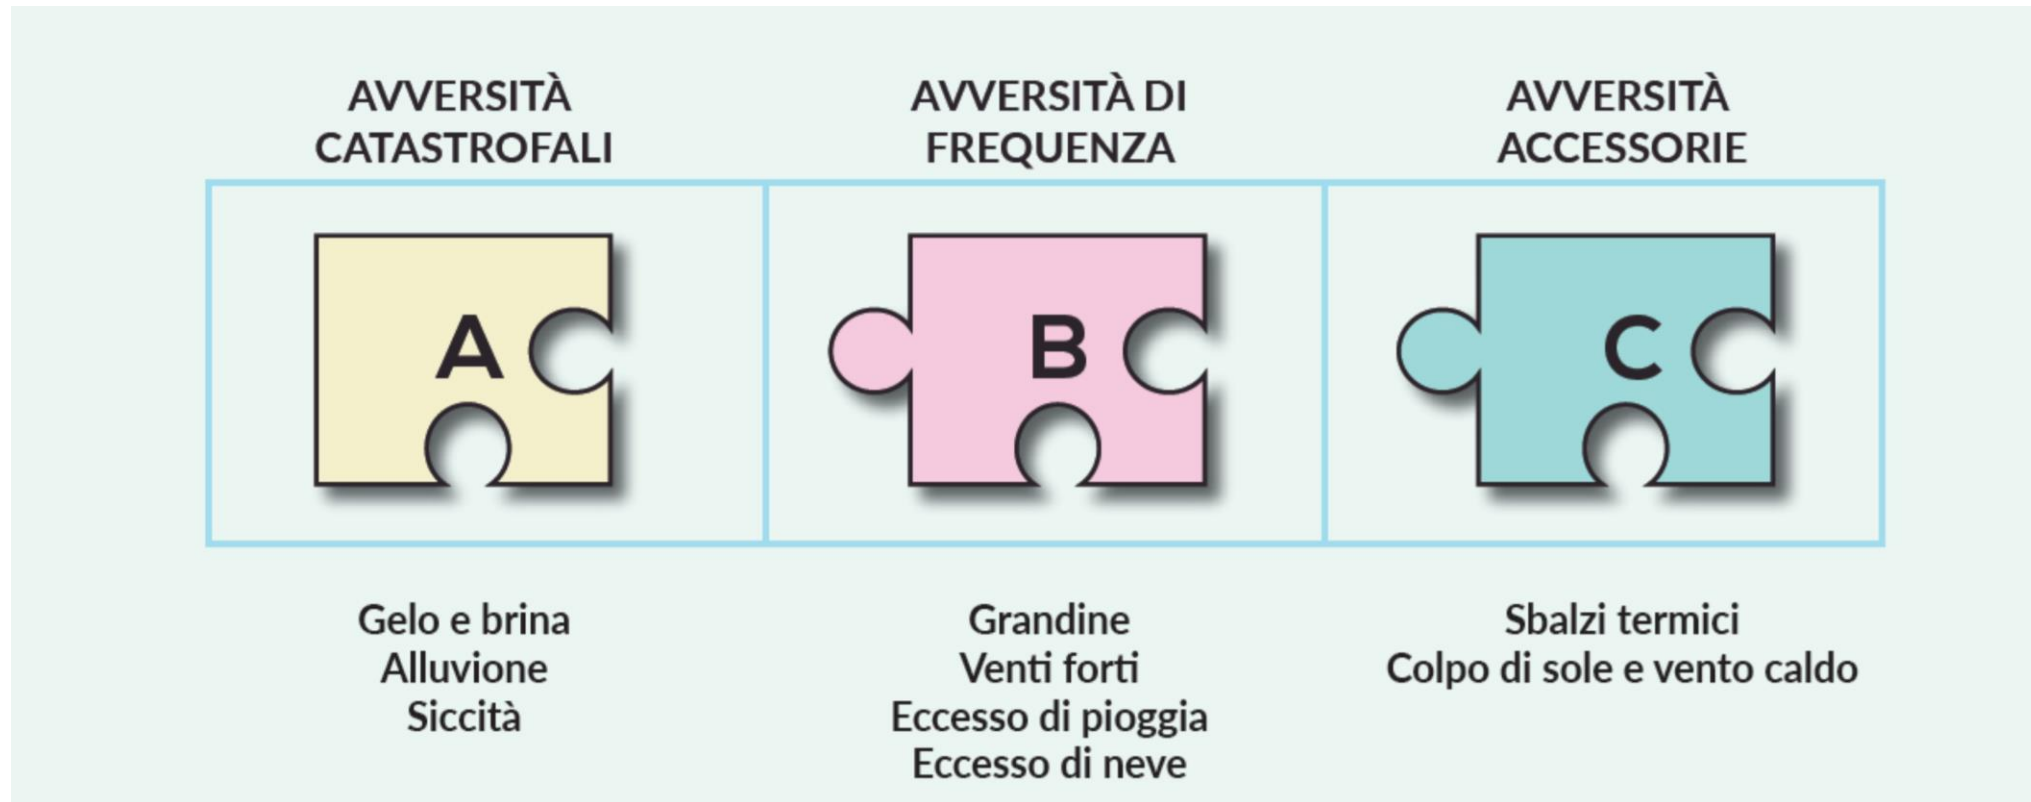 AVVERSITÀ
CATASTROFALI
AVVERSITÀ DI
FREQUENZA
AVVERSITÀ
ACCESSORIE
A
B
C
Gelo e brina
Alluvione
Siccità
Grandine
Venti forti
Eccesso di pioggia
Eccesso di neve
Sbalzi termici
Colpo di sole e vento caldo